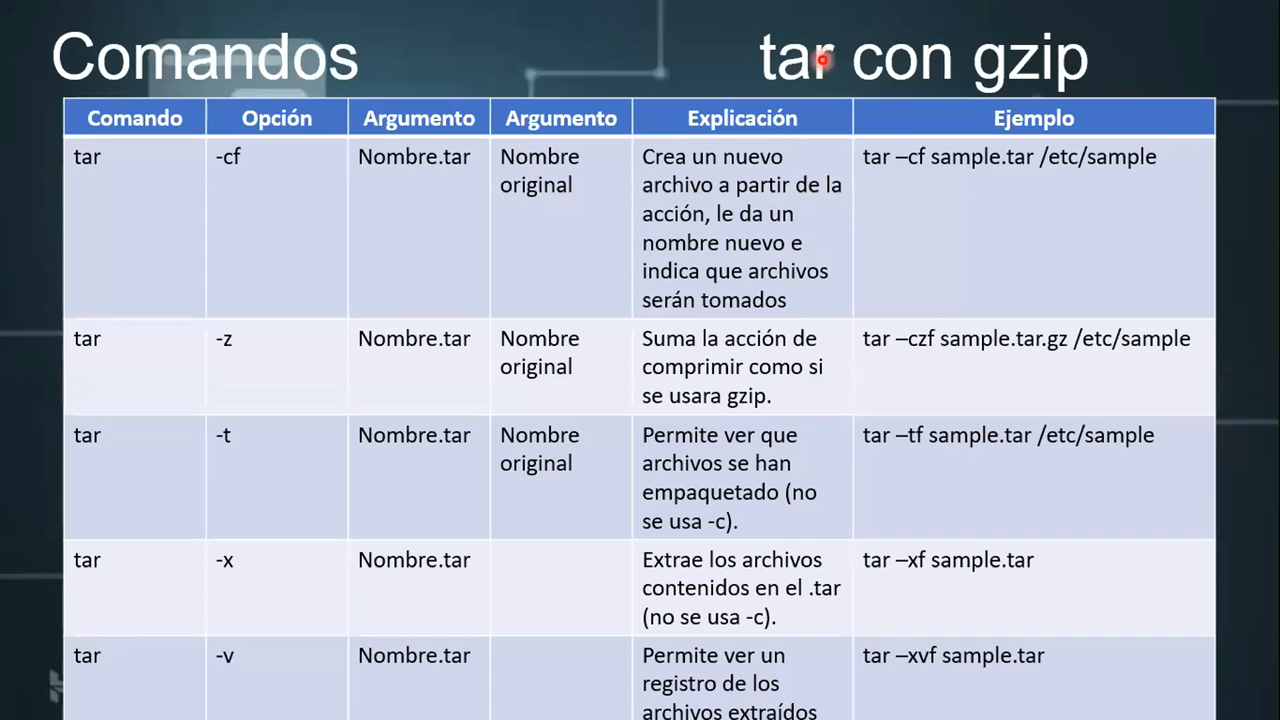 Comandos
tar con gzip
Comando Opción Argumento Argumento Explicación Ejemplo
tar -cf Nombre.tar Nombre original Crea un nuevo archivo a partir de la acción, le da un nombre nuevo e indica que archivos serán tomados tar –cf sample.tar /etc/sample
tar -z Nombre.tar Nombre original Suma la acción de comprimir como si se usara gzip. tar –czf sample.tar.gz /etc/sample
tar -t Nombre.tar Nombre original Permite ver que archivos se han empaquetado (no se usa -c). tar –tf sample.tar /etc/sample
tar -x Nombre.tar Extrae los archivos contenidos en el .tar (no se usa -c). tar –xf sample.tar
tar -v Nombre.tar Permite ver un registro de los archivos extraídos tar –xvf sample.tar